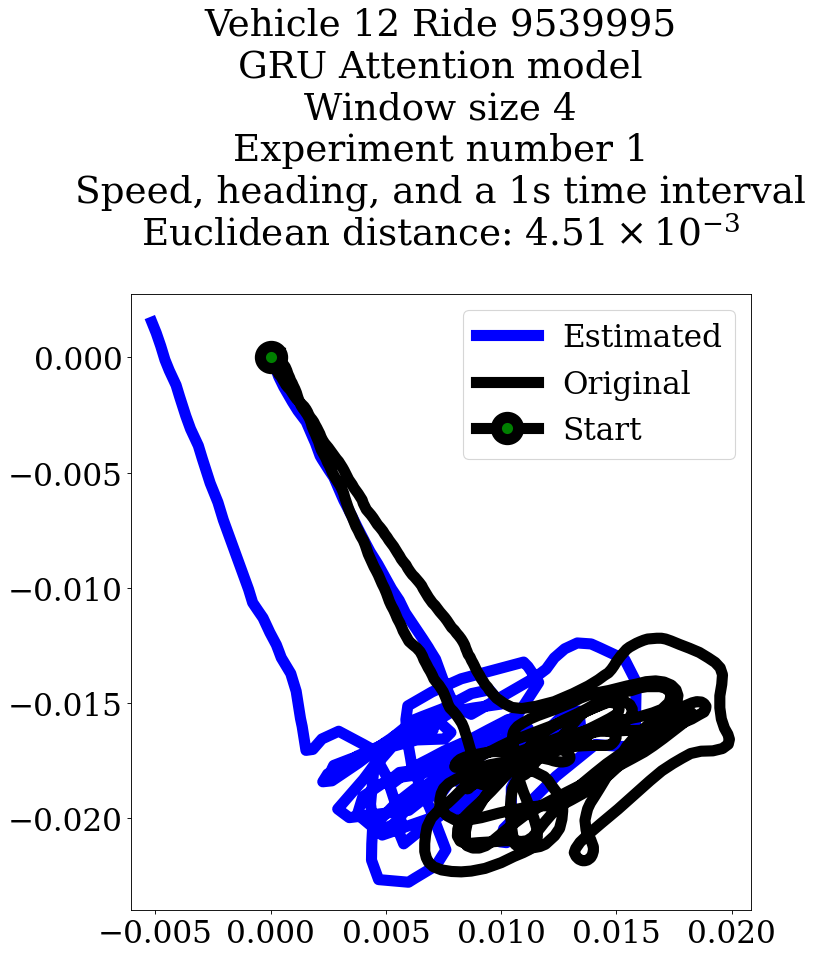 Vehicle 12 Ride 9539995
GRU Attention model
Window size 4
Experiment number 1
Speed, heading, and a 1s time interval
Euclidean distance: 4.51 × 10⁻³
Estimated
Original
Start
0.000
−0.005
−0.010
−0.015
−0.020
−0.005 0.000 0.005 0.010 0.015 0.020